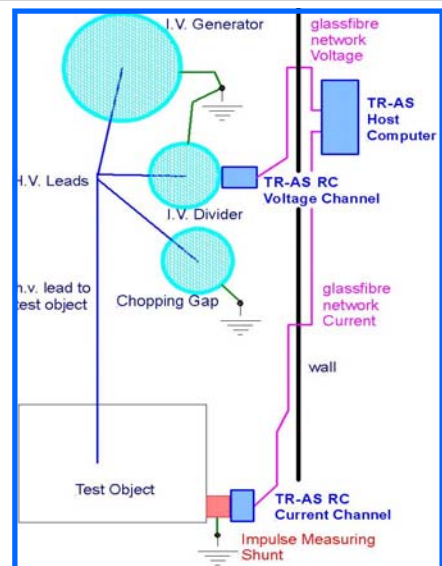 I.V. Generator
glassfibre
network
Voltage
TR-AS
Host
Computer
H.V. Leads
TR-AS RC
Voltage Channel
I.V. Divider
Chopping Gap
h.v. lead to
test object
glassfibre
network
Current
wall
Test Object
TR-AS RC
Current Channel
Impulse Measuring
Shunt